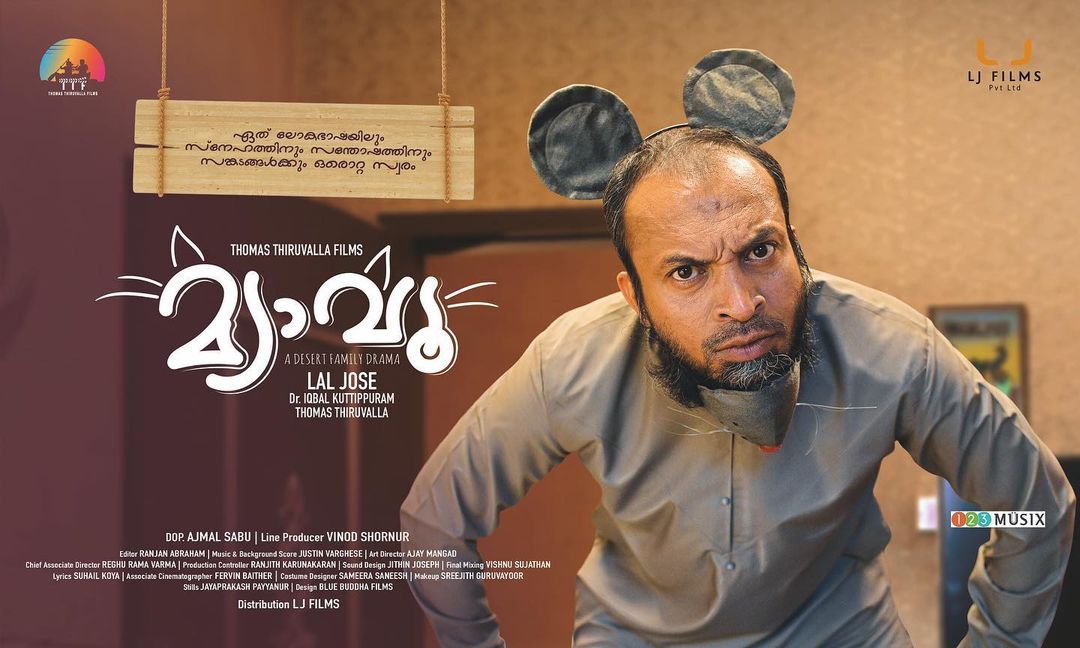 THOMAS THIRUVALLA FILMS
LJ FILMS
Pvt Ltd
ഏത് ലോകഭാഷയിലും
സ്നേഹത്തിനും സന്തോഷത്തിനും
സങ്കടങ്ങൾക്കും ഒരൊറ്റ സ്വരം
THOMAS THIRUVALLA FILMS
മ്യാവൂ
A DESERT FAMILY DRAMA
LAL JOSE
Dr. IQBAL KUTTIPPURAM
THOMAS THIRUVALLA
123 MÜSIX
DOP. AJMAL SABU | Line Producer VINOD SHORNUR
Editor RANJAN ABRAHAM | Music & Background Score JUSTIN VARGHESE | Art Director AJAY MANGAD
Chief Associate Director REGHU RAMA VARMA | Production Controller RANJITH KARUNAKARAN | Sound Design JITHIN JOSEPH | Final Mixing VISHNU SUJATHAN
Lyrics SUHAIL KOYA | Associate Cinematographer FERVIN BAITHER | Costume Designer SAMEERA SANEESH | Makeup SREEJITH GURUVAYOOR
Stills JAYAPRAKASH PAYYANUR | Design BLUE BUDDHA FILMS
Distribution LJ FILMS